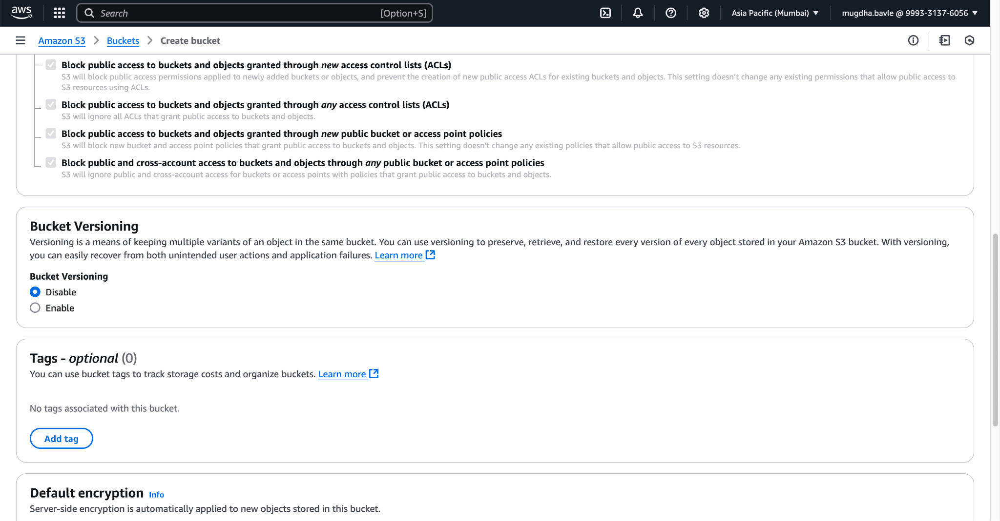 aws
Search [Option+S]
Asia Pacific (Mumbai)
mugdha.bavle @ 9993-3137-6056
Amazon S3 > Buckets > Create bucket
Block public access to buckets and objects granted through new access control lists (ACLs)
S3 will block public access permissions applied to newly added buckets or objects, and prevent the creation of new public access ACLs for existing buckets and objects. This setting doesn't change any existing permissions that allow public access to
S3 resources using ACLs.
Block public access to buckets and objects granted through any access control lists (ACLs)
S3 will ignore all ACLs that grant public access to buckets and objects.
Block public access to buckets and objects granted through new public bucket or access point policies
S3 will block new bucket and access point policies that grant public access to buckets and objects. This setting doesn't change any existing policies that allow public access to S3 resources.
Block public and cross-account access to buckets and objects through any public bucket or access point policies
S3 will ignore public and cross-account access for buckets or access points with policies that grant public access to buckets and objects.
Bucket Versioning
Versioning is a means of keeping multiple variants of an object in the same bucket. You can use versioning to preserve, retrieve, and restore every version of every object stored in your Amazon S3 bucket. With versioning,
you can easily recover from both unintended user actions and application failures. Learn more
Bucket Versioning
Disable
Enable
Tags - optional (0)
You can use bucket tags to track storage costs and organize buckets. Learn more
No tags associated with this bucket.
Add tag
Default encryption Info
Server-side encryption is automatically applied to new objects stored in this bucket.